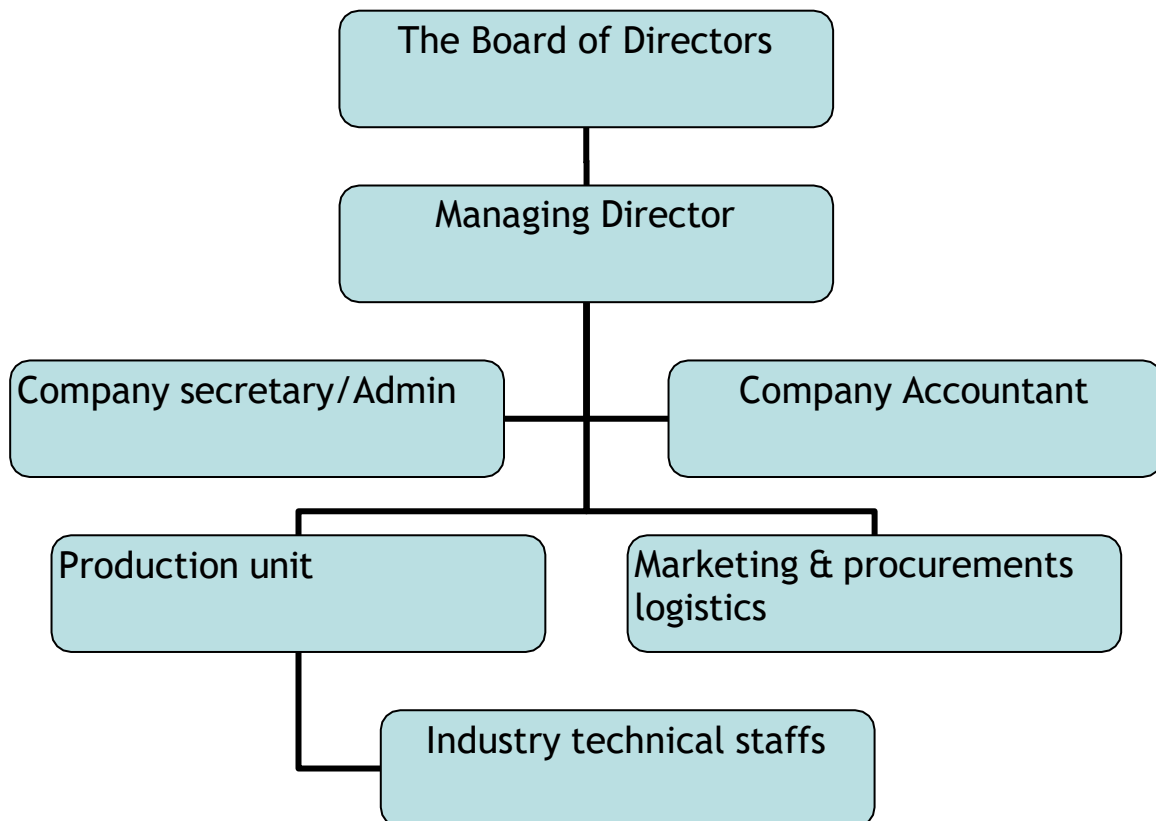 The Board of Directors
Managing Director
Company secretary/Admin
Company Accountant
Production unit
Marketing & procurements
logistics
Industry technical staffs